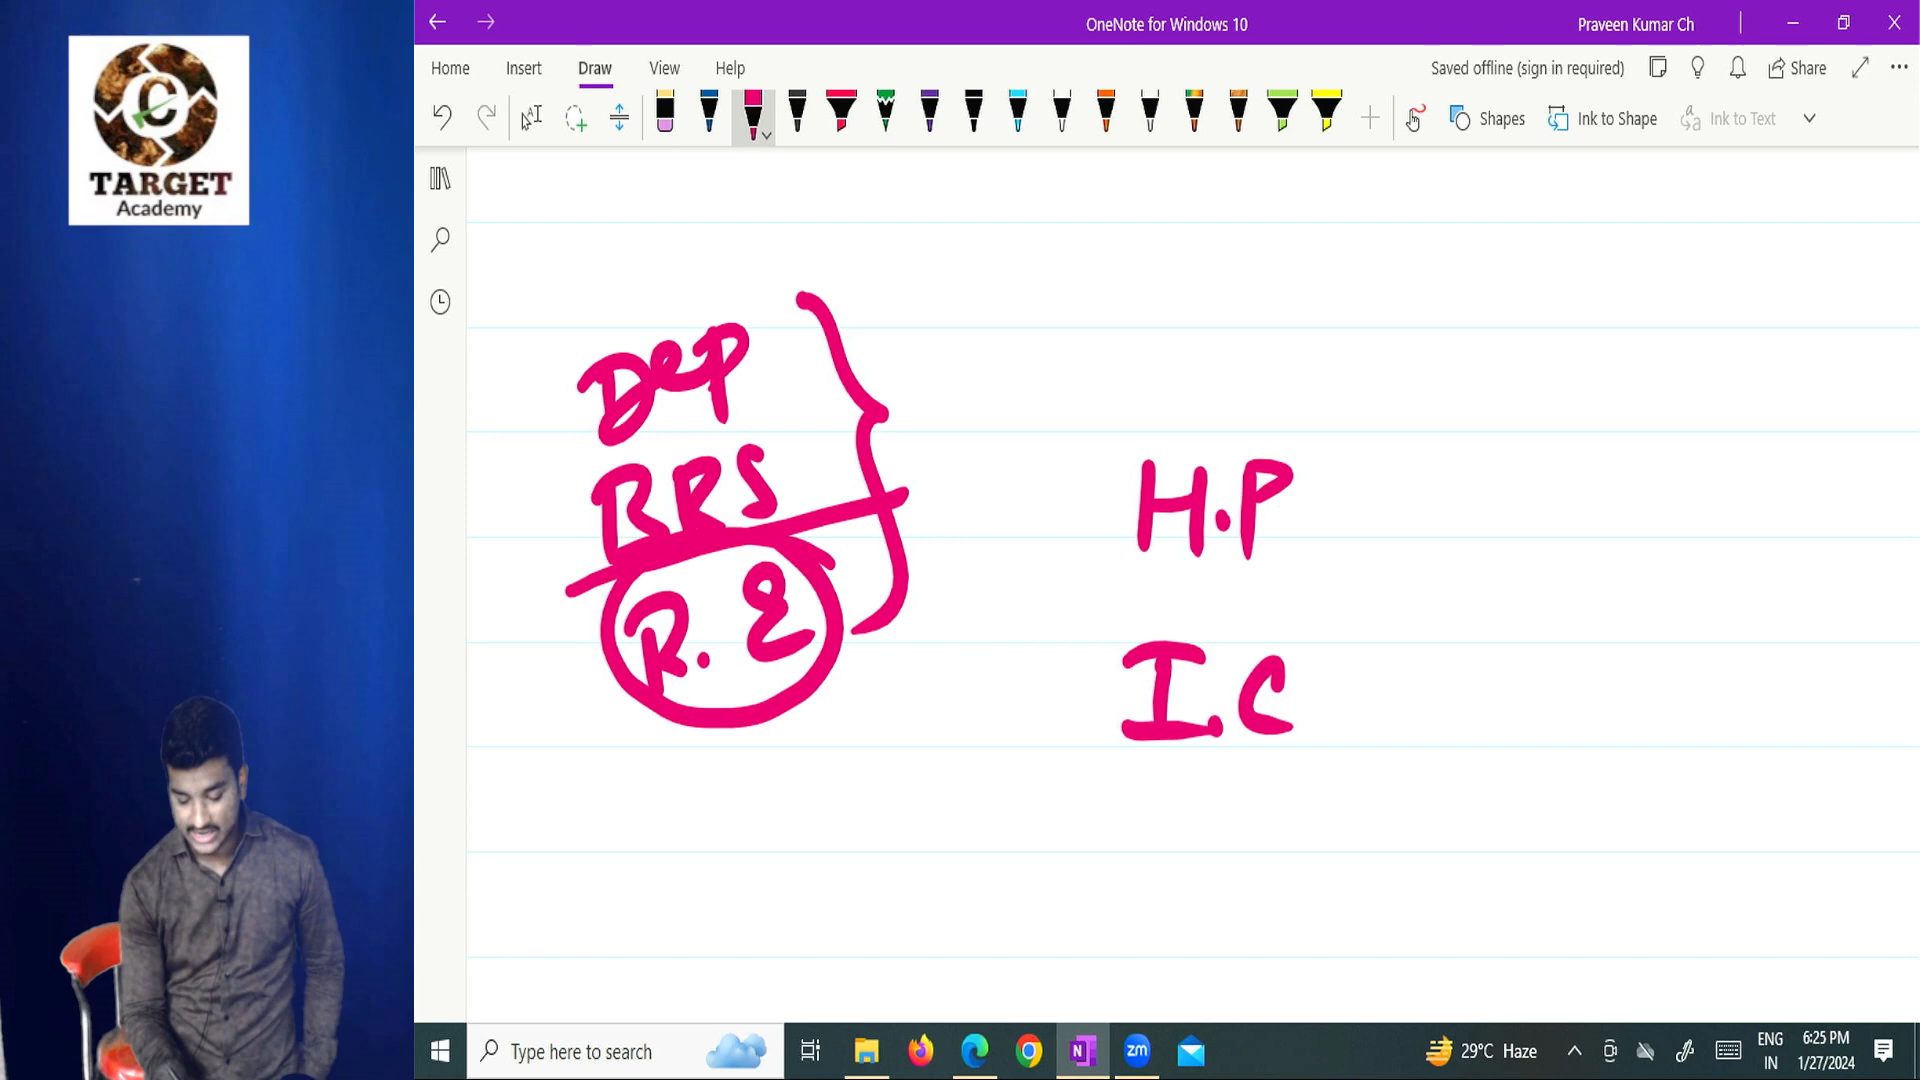 TARGET
Academy
OneNote for Windows 10
Praveen Kumar Ch
Home Insert Draw View Help
Saved offline (sign in required)
Share
Shapes
Ink to Shape
Ink to Text
Dep
BRS
R. E
H.P
I.C
Type here to search
zm
29°C Haze
ENG
IN
6:25 PM
1/27/2024